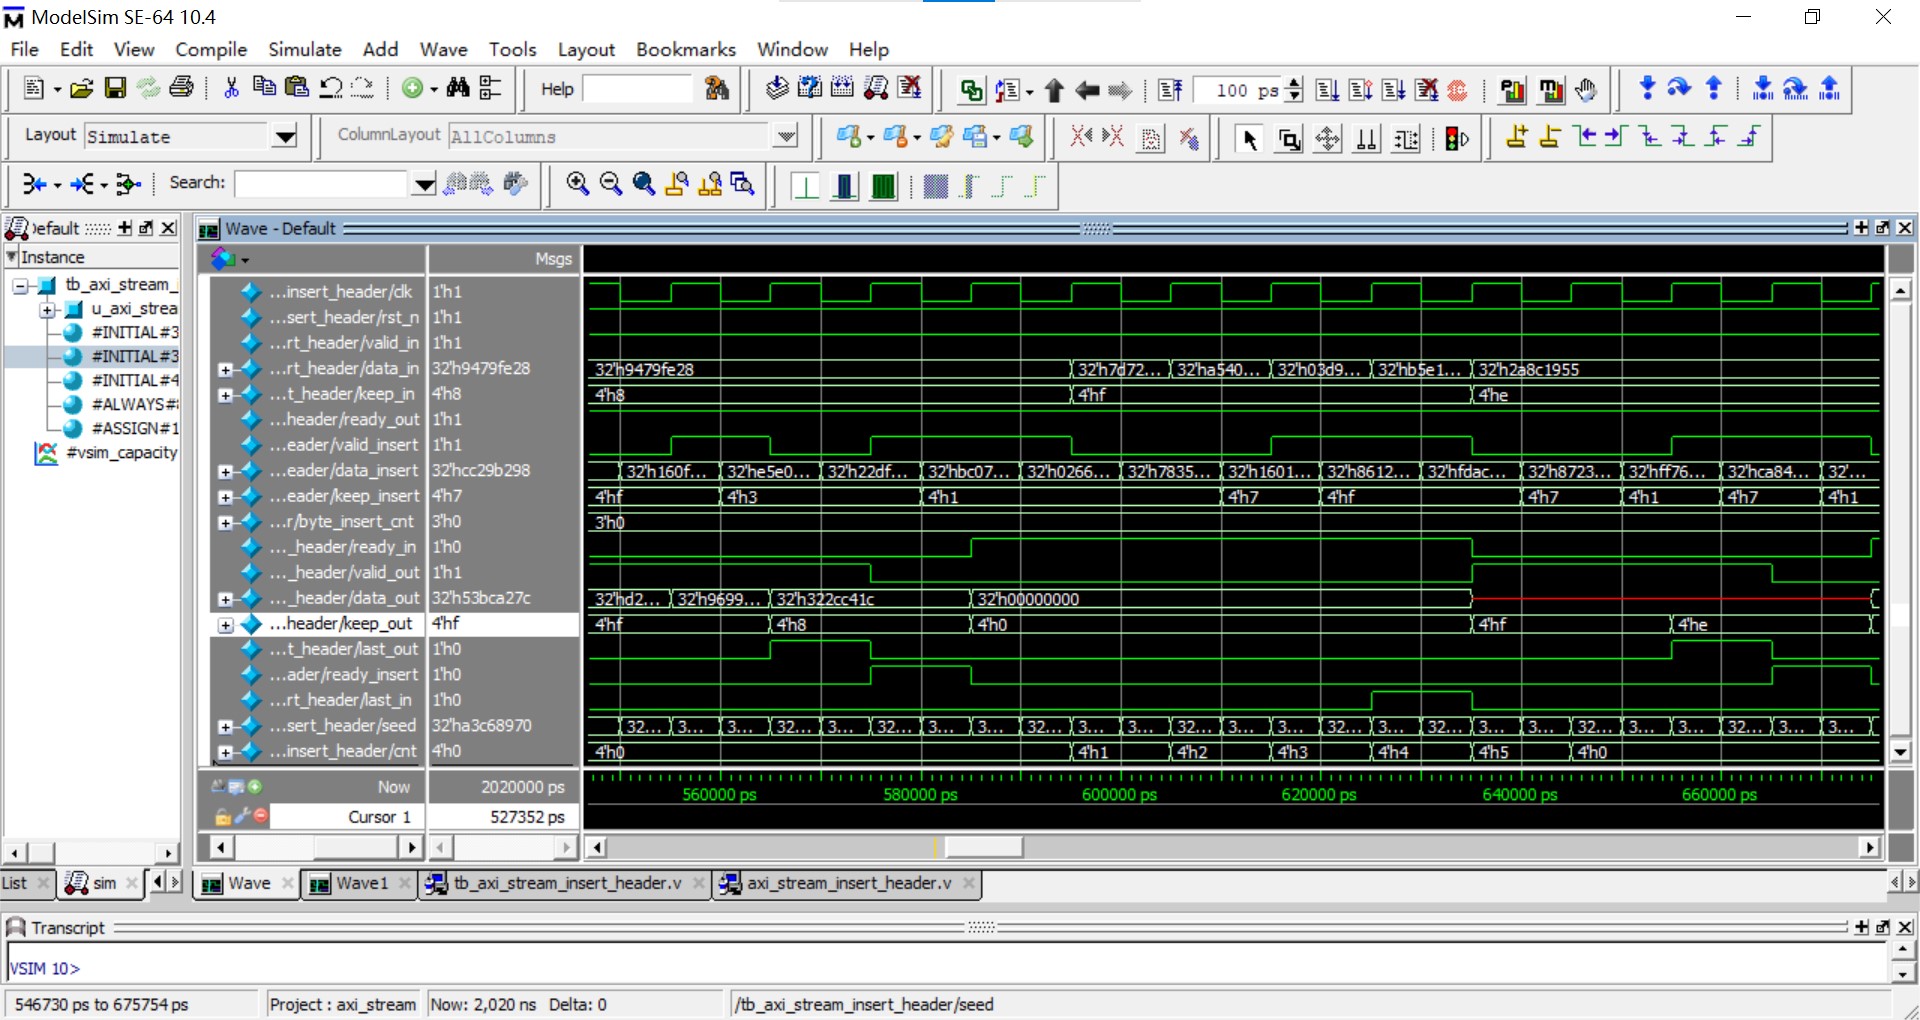 ModelSim SE-64 10.4
File Edit View Compile Simulate Add Wave Tools Layout Bookmarks Window Help
Help 100 ps
Layout Simulate ColumnLayout AllColumns
Search:
Default
Instance
tb_axi_stream_
u_axi_strea
#INITIAL#3
#INITIAL#3
#INITIAL#4
#ALWAYS#
#ASSIGN#1
#vsim_capacity
List sim
Wave - Default
Msgs
...insert_header/clk 1'h1
...sert_header/rst_n 1'h1
...rt_header/valid_in 1'h1
...rt_header/data_in 32'h9479fe28 32'h9479fe28 32'h7d72... 32'ha540... 32'h03d9... 32'hb5e1... 32'h2a8c1955
...t_header/keep_in 4'h8 4'h8 4'hf 4'he
...header/ready_out 1'h1
...eader/valid_insert 1'h1
...eader/data_insert 32'hcc29b298 32'h160f... 32'he5e0... 32'h22df... 32'hbc07... 32'h0266... 32'h7835... 32'h1601... 32'h8612... 32'hfdac... 32'h8723... 32'hff76... 32'hca84... 32'...
...eader/keep_insert 4'h7 4'hf 4'h3 4'h1 4'h7 4'hf 4'h7 4'h1 4'h7 4'h1
...r/byte_insert_cnt 3'h0 3'h0
..._header/ready_in 1'h0
..._header/valid_out 1'h1
..._header/data_out 32'h53bca27c 32'hd2... 32'h9699... 32'h322cc41c 32'h00000000
...header/keep_out 4'hf 4'hf 4'h8 4'h0 4'hf 4'he
...t_header/last_out 1'h0
...ader/ready_insert 1'h0
...rt_header/last_in 1'h0
...sert_header/seed 32'ha3c68970 32... 3... 3... 32... 3... 32... 3... 3... 32... 3... 3... 32... 3... 3... 32... 3... 32... 3... 3... 32... 3... 3... 32... 3... 3...
...insert_header/cnt 4'h0 4'h0 4'h1 4'h2 4'h3 4'h4 4'h5 4'h0
Now 2020000 ps 560000 ps 580000 ps 600000 ps 620000 ps 640000 ps 660000 ps
Cursor 1 527352 ps
Wave Wave1 tb_axi_stream_insert_header.v axi_stream_insert_header.v
Transcript
VSIM 10>
546730 ps to 675754 ps Project : axi_stream Now: 2,020 ns Delta: 0 /tb_axi_stream_insert_header/seed